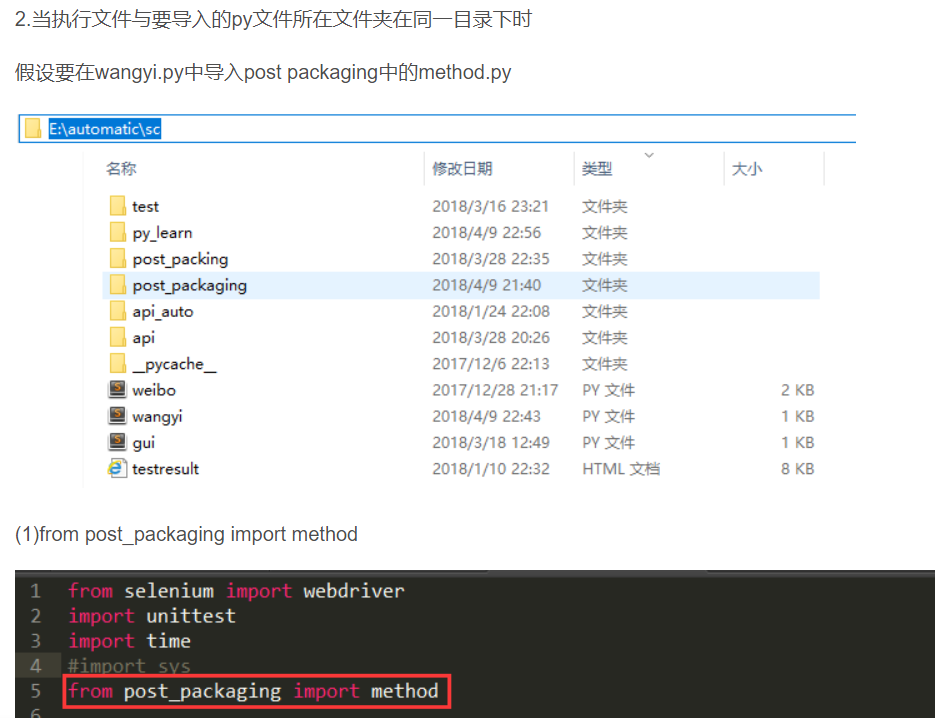 2.当执行文件与要导入的py文件所在文件夹在同一目录下时
假设要在wangyi.py中导入post packaging中的method.py
E:\automatic\sc
名称 修改日期 类型 大小
test 2018/3/16 23:21 文件夹
py_learn 2018/4/9 22:56 文件夹
post_packing 2018/3/28 22:35 文件夹
post_packaging 2018/4/9 21:40 文件夹
api_auto 2018/1/24 22:08 文件夹
api 2018/3/28 20:26 文件夹
__pycache__ 2017/12/6 22:13 文件夹
weibo 2017/12/28 21:17 PY 文件 2 KB
wangyi 2018/4/9 22:43 PY 文件 1 KB
gui 2018/3/18 12:49 PY 文件 1 KB
testresult 2018/1/10 22:32 HTML 文档 8 KB
(1)from post_packaging import method
1 from selenium import webdriver
2 import unittest
3 import time
4 #import sys
5 from post_packaging import method
6